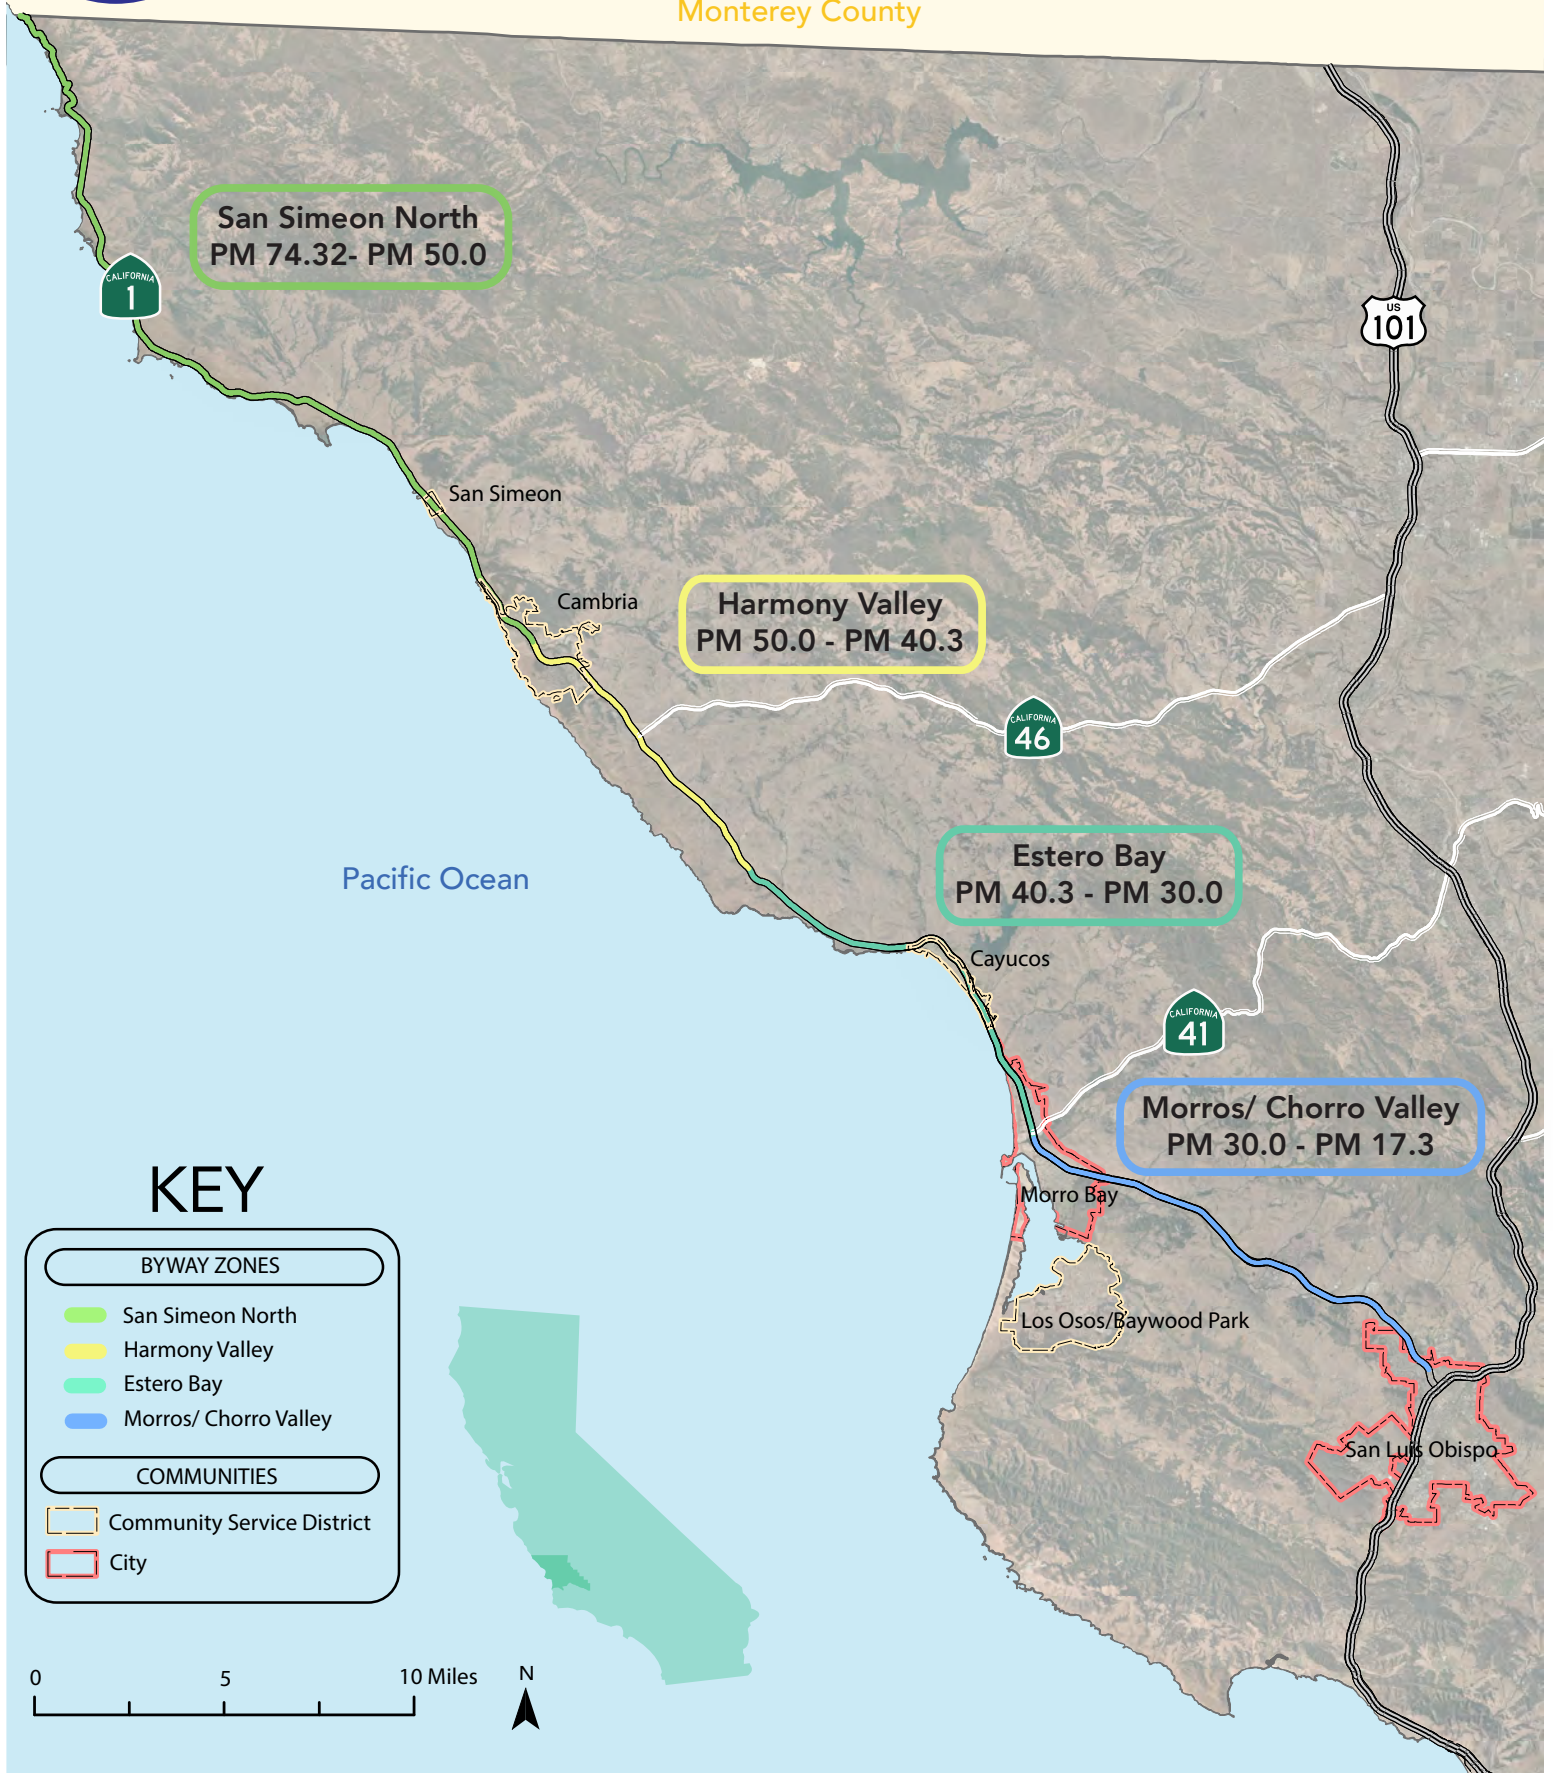 Monterey County
San Simeon North
PM 74.32- PM 50.0
CALIFORNIA
1
US
101
San Simeon
Cambria
Harmony Valley
PM 50.0 - PM 40.3
CALIFORNIA
46
Estero Bay
PM 40.3 - PM 30.0
Pacific Ocean
Cayucos
CALIFORNIA
41
Morros/ Chorro Valley
PM 30.0 - PM 17.3
Morro Bay
Los Osos/Baywood Park
San Luis Obispo
KEY
BYWAY ZONES
San Simeon North
Harmony Valley
Estero Bay
Morros/ Chorro Valley
COMMUNITIES
Community Service District
City
0 5 10 Miles
N